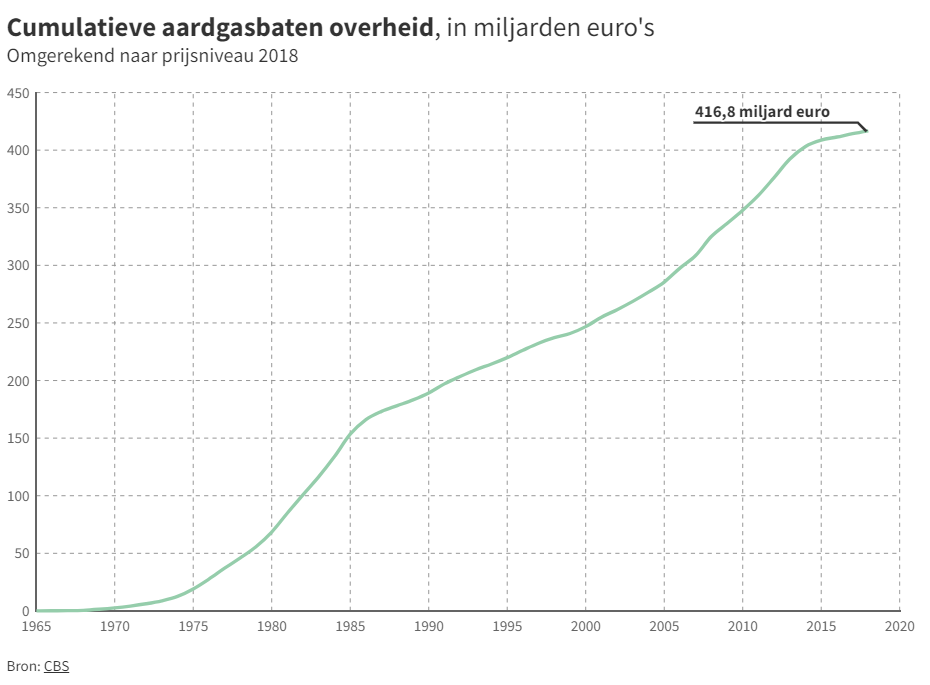 Cumulatieve aardgasbaten overheid, in miljarden euro's
Omgerekend naar prijsniveau 2018
450
416,8 miljard euro
400
350
300
250
200
150
100
50
0
1965 1970 1975 1980 1985 1990 1995 2000 2005 2010 2015 2020
Bron: CBS